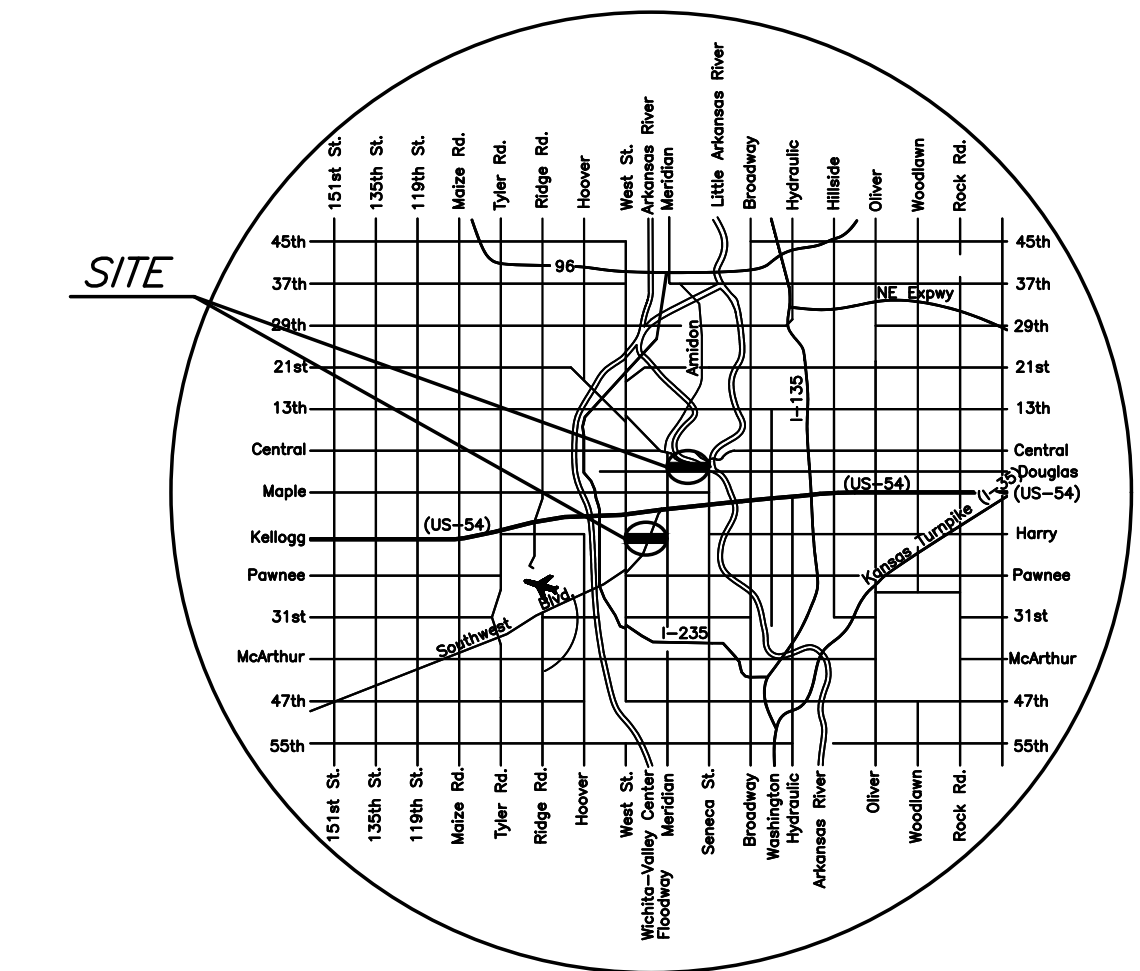 151st St.
135th St.
119th St.
Maize Rd.
Tyler Rd.
Ridge Rd.
Hoover
West St.
Arkansas River
Meridian
Little Arkansas River
Broadway
Hydraulic
Hillside
Oliver
Woodlawn
Rock Rd.
SITE
45th
37th
29th
21st
13th
Central
Maple
Kellogg
Pawnee
31st
McArthur
47th
55th
96
NE Expwy
Amidon
I-135
(US-54)
(US-54)
Kansas Turnpike (I-35)
Southwest Blvd.
I-235
45th
37th
29th
21st
13th
Central
Douglas
(US-54)
Harry
Pawnee
31st
McArthur
47th
55th
151st St.
135th St.
119th St.
Maize Rd.
Tyler Rd.
Ridge Rd.
Hoover
West St.
Wichita-Valley Center
Floodway
Meridian
Seneca St.
Broadway
Washington
Hydraulic
Arkansas River
Oliver
Woodlawn
Rock Rd.